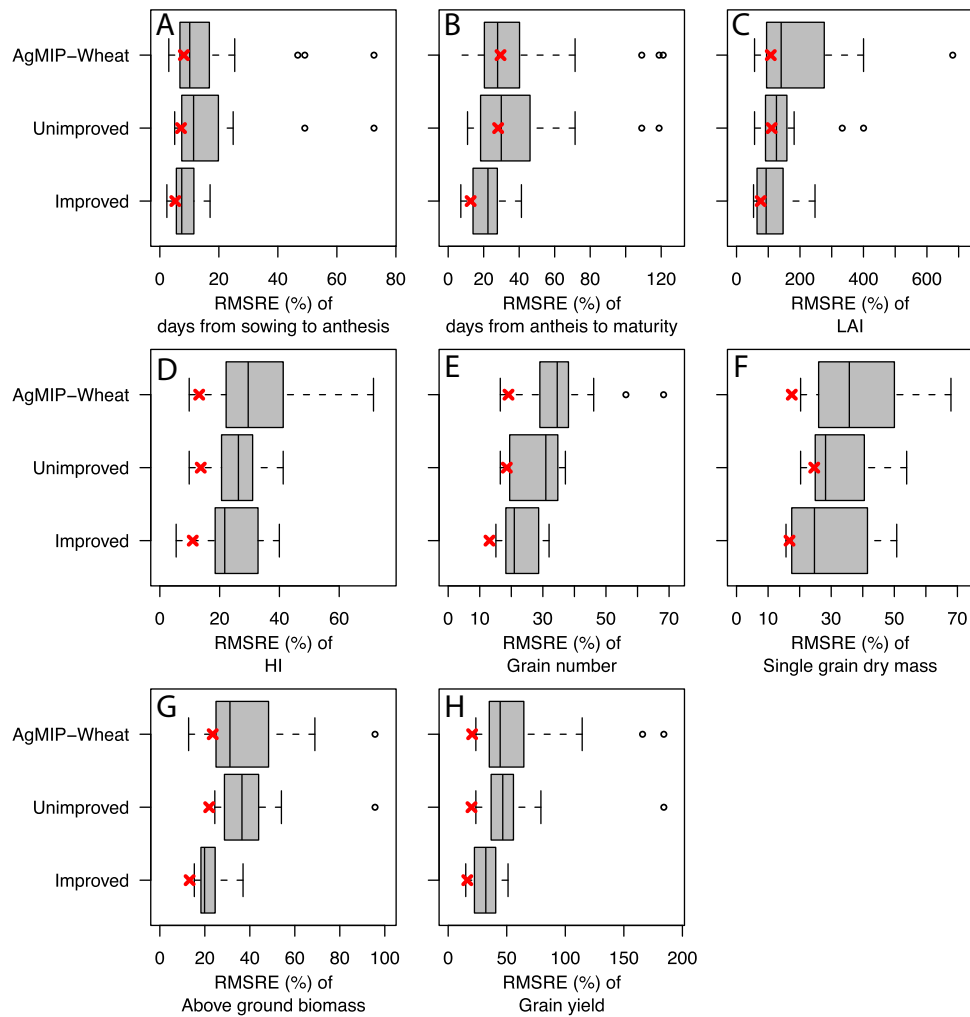 A
B
C
AgMIP−Wheat
Unimproved
Improved
0 20 40 60 80
0 20 40 60 80 120
0 200 400 600
RMSRE (%) of
days from sowing to anthesis
RMSRE (%) of
days from antheis to maturity
RMSRE (%) of
LAI
D
E
F
AgMIP−Wheat
Unimproved
Improved
0 20 40 60
0 10 30 50 70
0 10 30 50 70
RMSRE (%) of
HI
RMSRE (%) of
Grain number
RMSRE (%) of
Single grain dry mass
G
H
AgMIP−Wheat
Unimproved
Improved
0 20 40 60 80 100
0 50 100 150 200
RMSRE (%) of
Above ground biomass
RMSRE (%) of
Grain yield